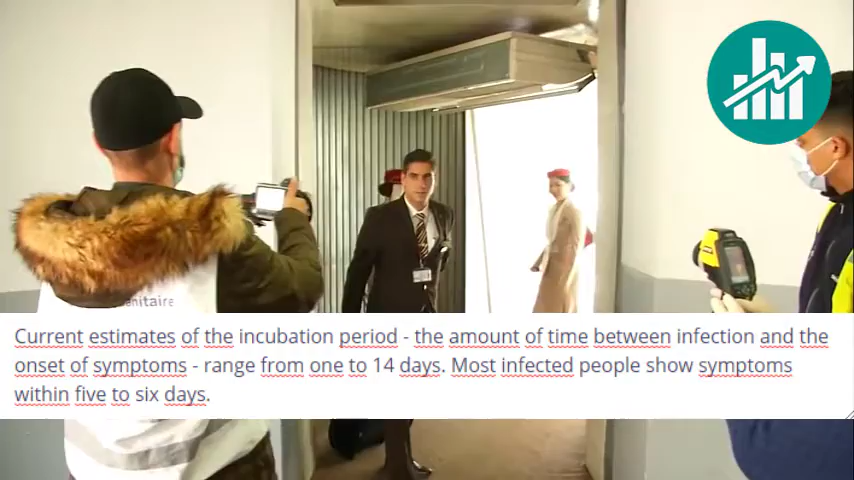 anitaire
Current estimates of the incubation period - the amount of time between infection and the
onset of symptoms - range from one to 14 days. Most infected people show symptoms
within five to six days.